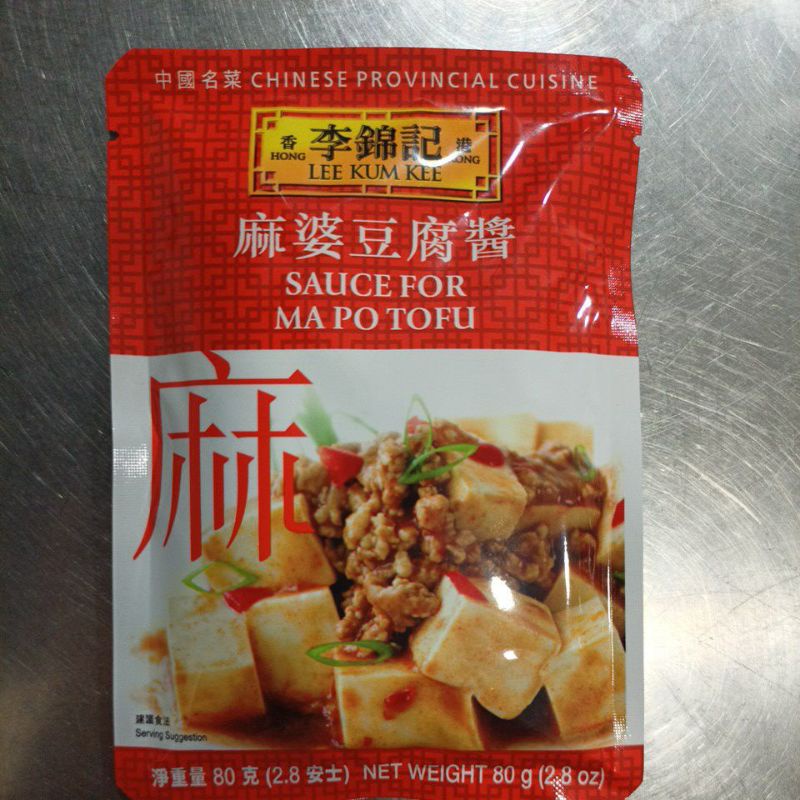 中國名菜 CHINESE PROVINCIAL CUISINE
香 李錦記 港
HONG LEE KUM KEE KONG
麻婆豆腐醬
SAUCE FOR
MA PO TOFU
麻
建議食法
Serving Suggestion
淨重量 80 克 (2.8 安士) NET WEIGHT 80 g (2.8 oz)